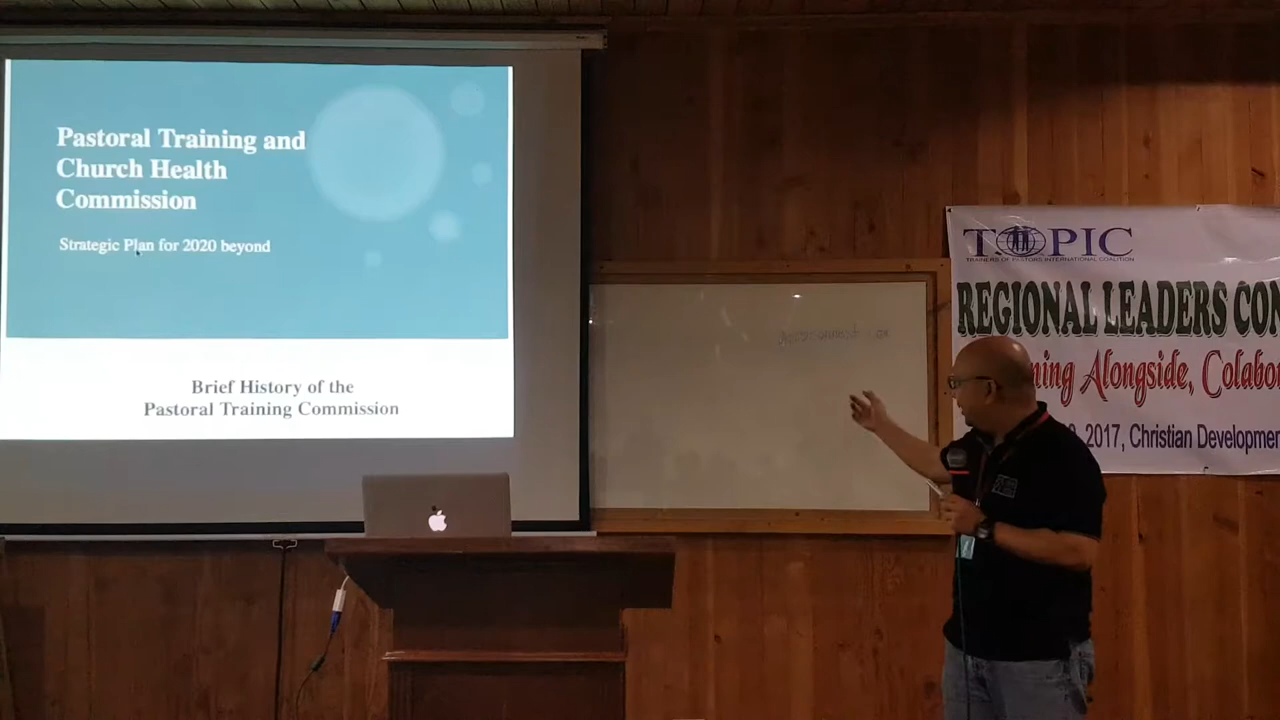 Pastoral Training and
Church Health
Commission
Strategic Plan for 2020 beyond
Brief History of the
Pastoral Training Commission
TOPIC
TRAINERS OF PASTORS INTERNATIONAL COALITION
REGIONAL LEADERS CON
ning Alongside, Colabor
2017, Christian Developmen